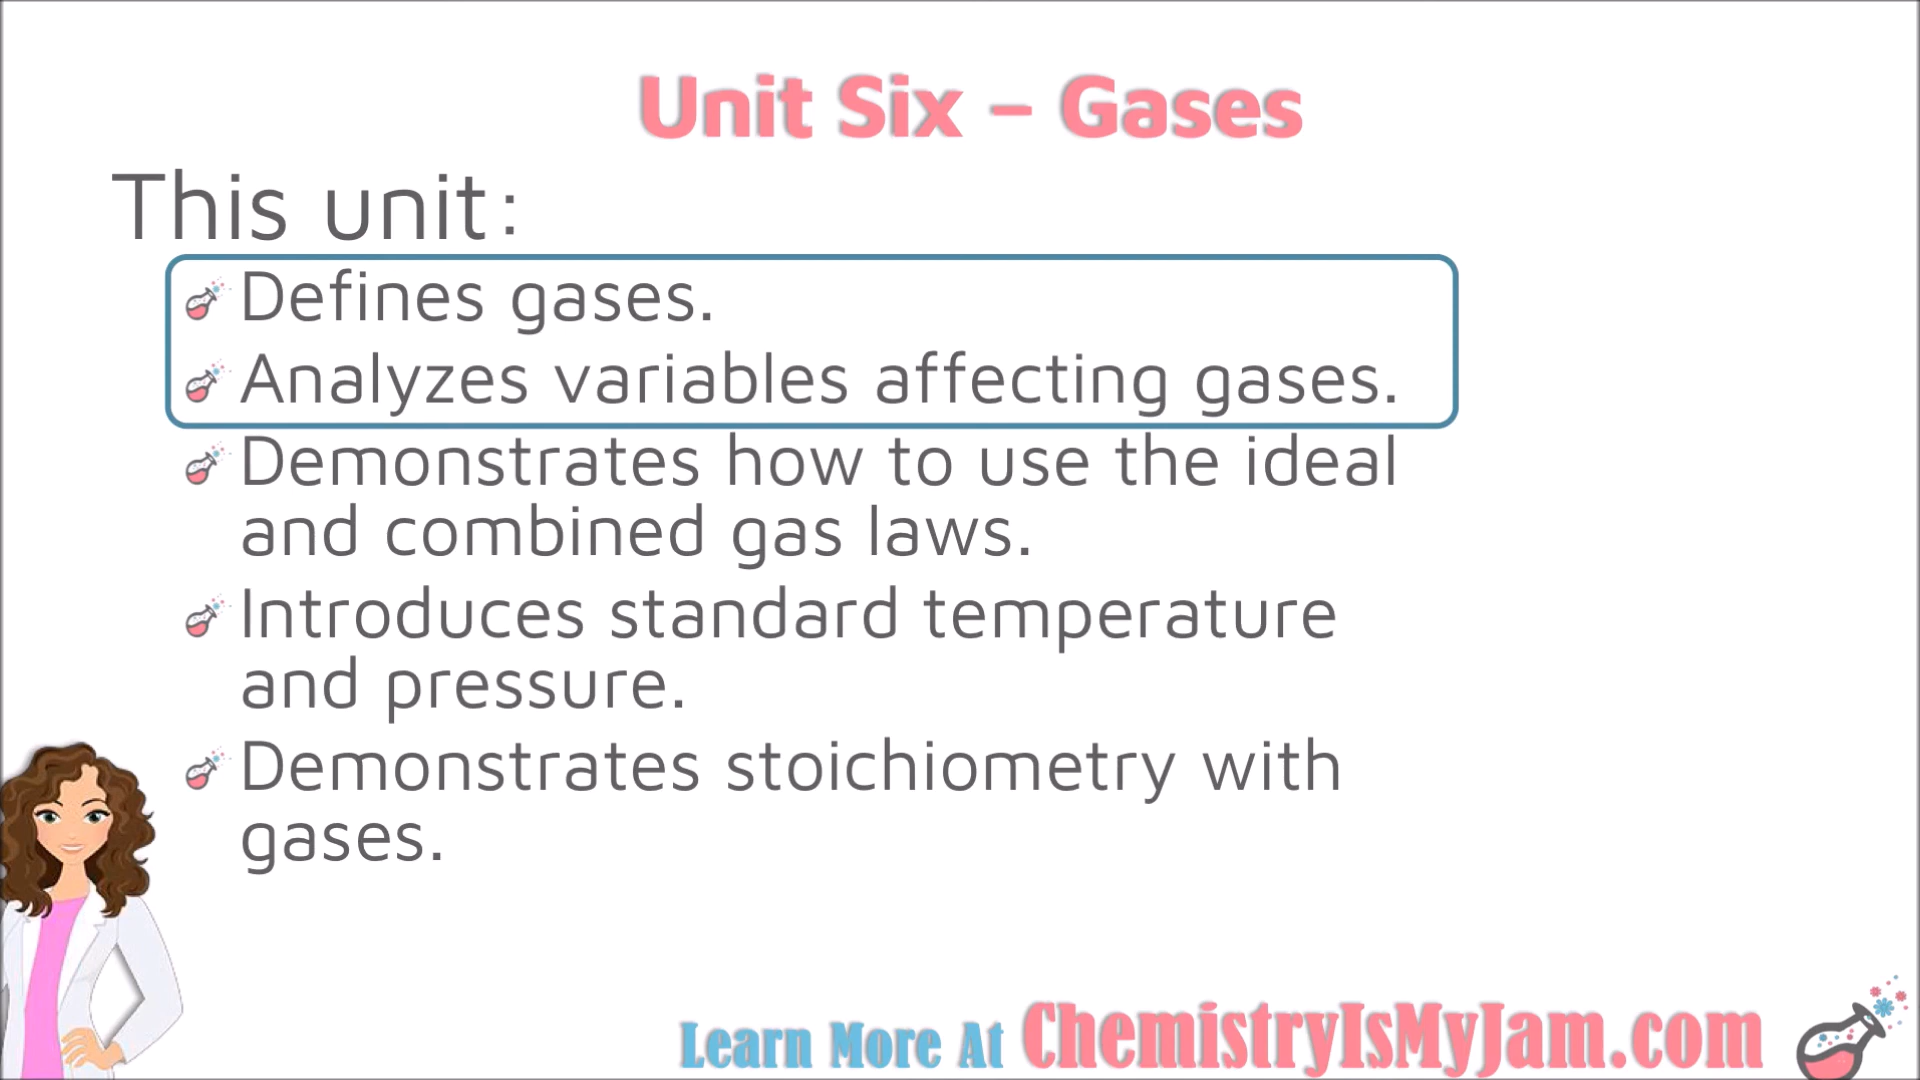 Unit Six – Gases
This unit:
Defines gases.
Analyzes variables affecting gases.
Demonstrates how to use the ideal
and combined gas laws.
Introduces standard temperature
and pressure.
Demonstrates stoichiometry with
gases.
Learn More At ChemistryIsMyJam.com